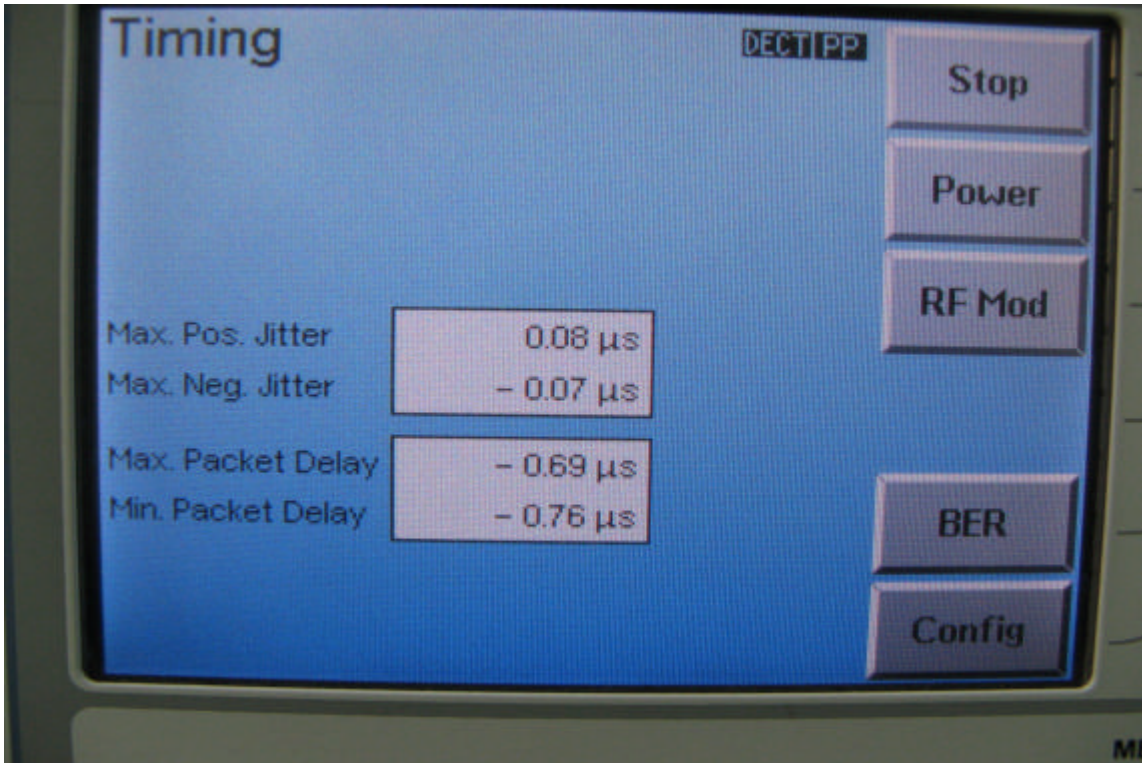 Timing
DECT PP
Stop
Power
RF Mod
Max. Pos. Jitter 0.08 µs
Max. Neg. Jitter – 0.07 µs
Max. Packet Delay – 0.69 µs
Min. Packet Delay – 0.76 µs
BER
Config